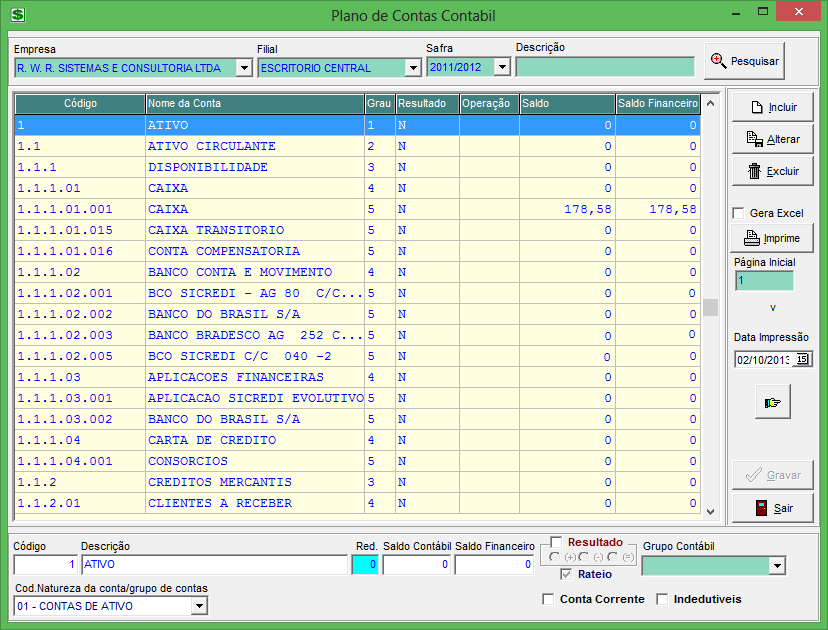 Plano de Contas Contabil
Empresa Filial Safra Descrição
R. W. R. SISTEMAS E CONSULTORIA LTDA ESCRITORIO CENTRAL 2011/2012 Pesquisar
Código Nome da Conta Grau Resultado Operação Saldo Saldo Financeiro
1 ATIVO 1 N 0 0
1.1 ATIVO CIRCULANTE 2 N 0 0
1.1.1 DISPONIBILIDADE 3 N 0 0
1.1.1.01 CAIXA 4 N 0 0
1.1.1.01.001 CAIXA 5 N 178,58 178,58
1.1.1.01.015 CAIXA TRANSITORIO 5 N 0 0
1.1.1.01.016 CONTA COMPENSATORIA 5 N 0 0
1.1.1.02 BANCO CONTA E MOVIMENTO 4 N 0 0
1.1.1.02.001 BCO SICREDI - AG 80 C/C... 5 N 0 0
1.1.1.02.002 BANCO DO BRASIL S/A 5 N 0 0
1.1.1.02.003 BANCO BRADESCO AG 252 C... 5 N 0 0
1.1.1.02.005 BCO SICREDI C/C 040 -2 5 N 0 0
1.1.1.03 APLICACOES FINANCEIRAS 4 N 0 0
1.1.1.03.001 APLICACAO SICREDI EVOLUTIVO 5 N 0 0
1.1.1.03.002 BANCO DO BRASIL S/A 5 N 0 0
1.1.1.04 CARTA DE CREDITO 4 N 0 0
1.1.1.04.001 CONSORCIOS 5 N 0 0
1.1.2 CREDITOS MERCANTIS 3 N 0 0
1.1.2.01 CLIENTES A RECEBER 4 N 0 0
Incluir
Alterar
Excluir
Gera Excel
Imprime
Página Inicial
1
v
Data Impressão
02/10/2013 15
Gravar
Sair
Código Descrição Red. Saldo Contábil Saldo Financeiro Resultado Grupo Contábil
1 ATIVO 0 0 0 (+) (-) (=)
Rateio
Cod.Natureza da conta/grupo de contas
01 - CONTAS DE ATIVO Conta Corrente Indedutiveis